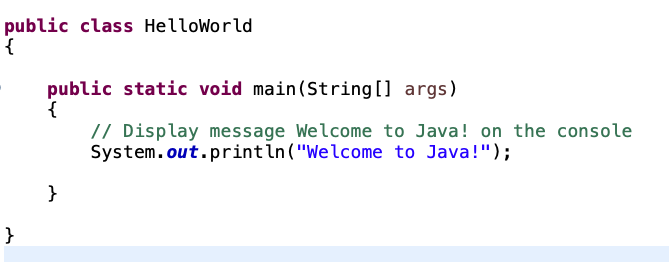 public class HelloWorld
{
public static void main(String[] args)
{
// Display message Welcome to Java! on the console
System.out.println("Welcome to Java!");
}
}